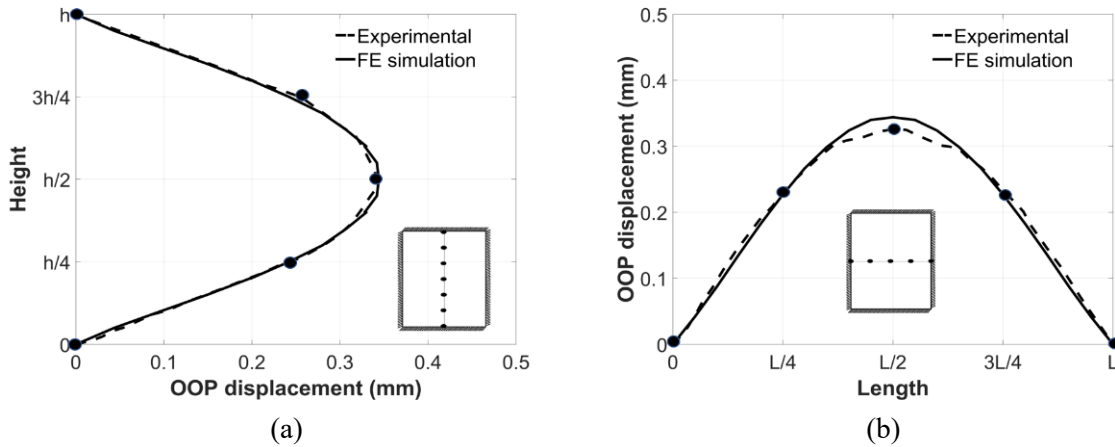 h
3h/4
h/2
h/4
0
Height
Experimental
FE simulation
0
0.1
0.2
0.3
0.4
0.5
OOP displacement (mm)
(a)
0.5
0.4
0.3
0.2
0.1
0
OOP displacement (mm)
Experimental
FE simulation
0
L/4
L/2
3L/4
L
Length
(b)